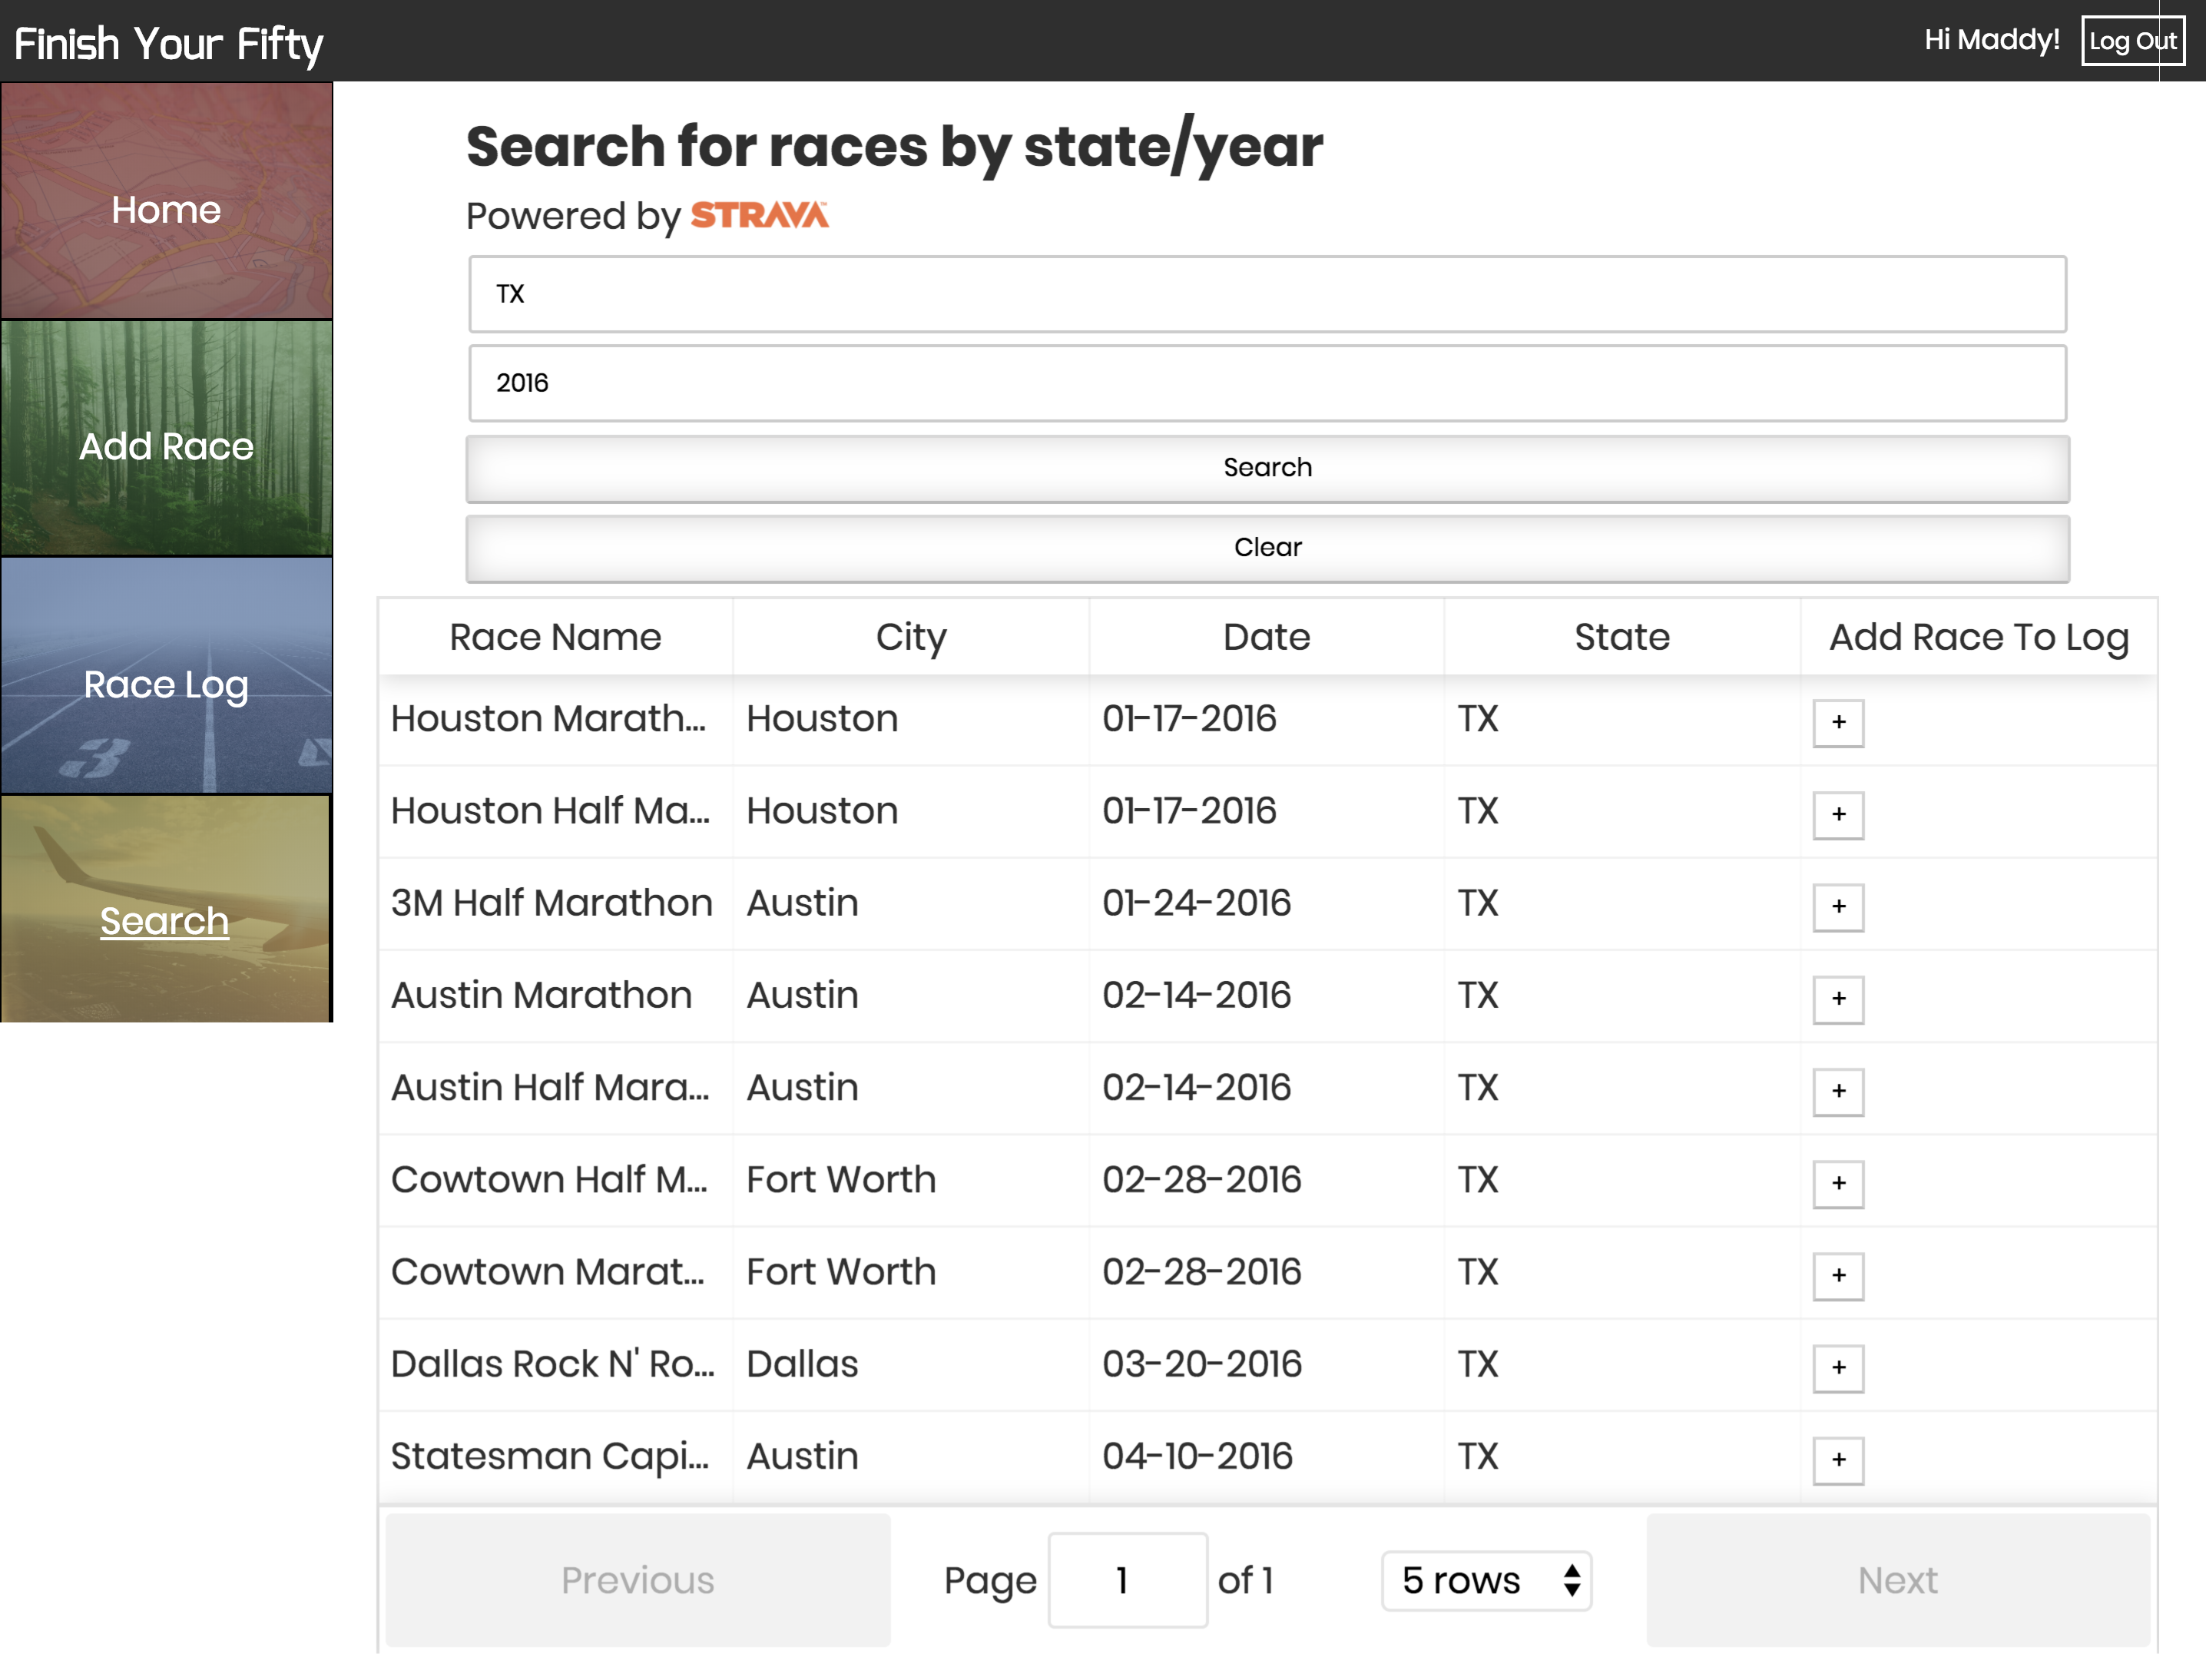 Finish Your Fifty
Hi Maddy! Log Out
Home
Add Race
Race Log
3
Search
Search for races by state/year
Powered by STRAVA™
TX
2016
Search
Clear
Race Name City Date State Add Race To Log
Houston Marath... Houston 01-17-2016 TX +
Houston Half Ma... Houston 01-17-2016 TX +
3M Half Marathon Austin 01-24-2016 TX +
Austin Marathon Austin 02-14-2016 TX +
Austin Half Mara... Austin 02-14-2016 TX +
Cowtown Half M... Fort Worth 02-28-2016 TX +
Cowtown Marat... Fort Worth 02-28-2016 TX +
Dallas Rock N' Ro... Dallas 03-20-2016 TX +
Statesman Capi... Austin 04-10-2016 TX +
Previous Page 1 of 1 5 rows Next